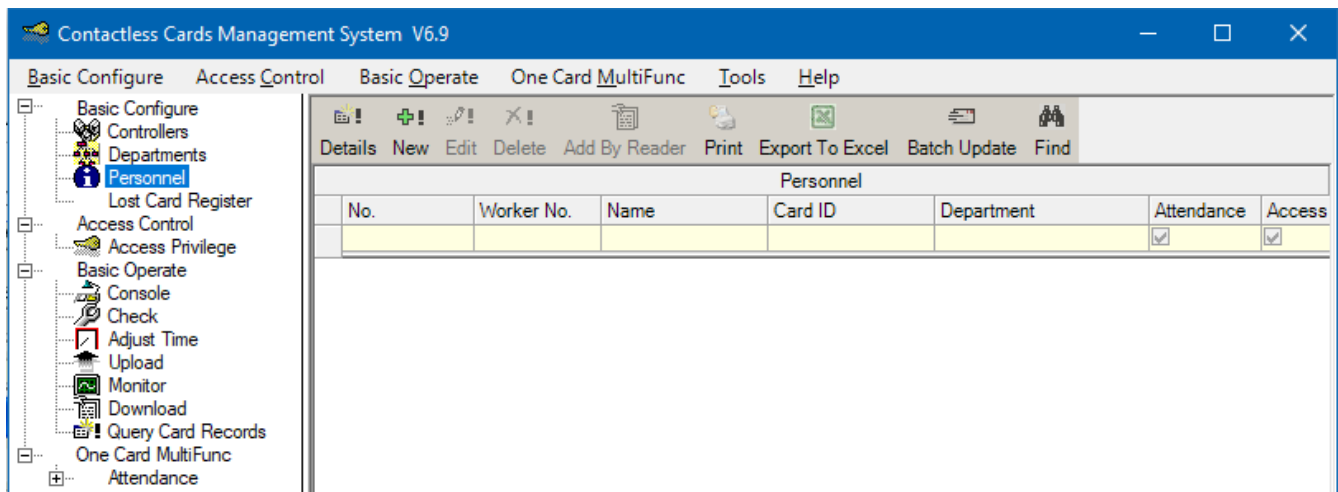 Contactless Cards Management System V6.9
Basic Configure Access Control Basic Operate One Card MultiFunc Tools Help
Basic Configure
Controllers
Departments
Personnel
Lost Card Register
Access Control
Access Privilege
Basic Operate
Console
Check
Adjust Time
Upload
Monitor
Download
Query Card Records
One Card MultiFunc
Attendance
Details New Edit Delete Add By Reader Print Export To Excel Batch Update Find
Personnel
No. Worker No. Name Card ID Department Attendance Access